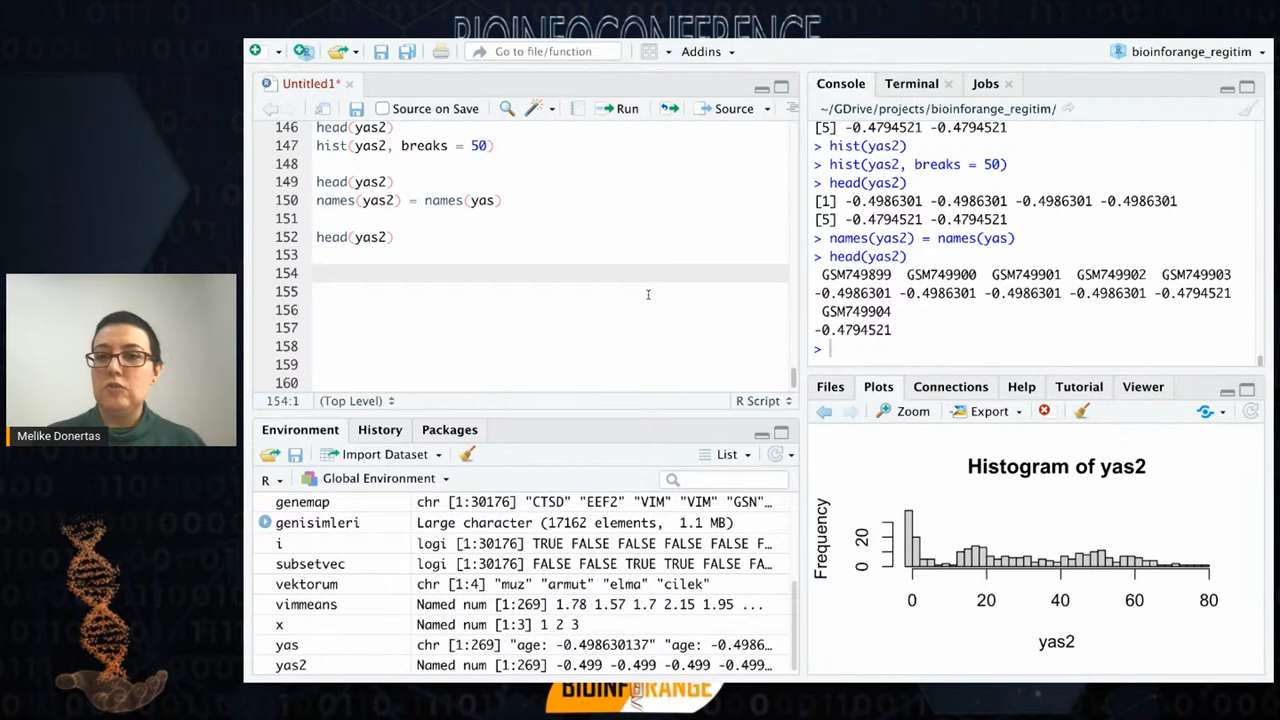 BIOINFOCONFERENCE
Go to file/function
Addins
bioinforange_regitim
Untitled1*
Source on Save
Run
Source
146 head(yas2)
147 hist(yas2, breaks = 50)
148
149 head(yas2)
150 names(yas2) = names(yas)
151
152 head(yas2)
153
154
155
156
157
158
159
160
154:1 (Top Level) R Script
Console Terminal Jobs
~/GDrive/projects/bioinforange_regitim/
[5] -0.4794521 -0.4794521
> hist(yas2)
> hist(yas2, breaks = 50)
> head(yas2)
[1] -0.4986301 -0.4986301 -0.4986301 -0.4986301
[5] -0.4794521 -0.4794521
> names(yas2) = names(yas)
> head(yas2)
GSM749899 GSM749900 GSM749901 GSM749902 GSM749903
-0.4986301 -0.4986301 -0.4986301 -0.4986301 -0.4794521
GSM749904
-0.4794521
>
Melike Donertas
Environment History Packages
Import Dataset List
R Global Environment
genemap chr [1:30176] "CTSD" "EEF2" "VIM" "VIM" "GSN"…
genisimleri Large character (17162 elements, 1.1 MB)
i logi [1:30176] TRUE FALSE FALSE FALSE FALSE F…
subsetvec logi [1:30176] FALSE FALSE TRUE TRUE FALSE FA…
vektorum chr [1:4] "muz" "armut" "elma" "cilek"
vimmeans Named num [1:269] 1.78 1.57 1.7 2.15 1.95 ...
x Named num [1:3] 1 2 3
yas chr [1:269] "age: -0.498630137" "age: -0.4986…
yas2 Named num [1:269] -0.499 -0.499 -0.499 -0.499…
Files Plots Connections Help Tutorial Viewer
Zoom Export
Histogram of yas2
Frequency
0 20
0 20 40 60 80
yas2
BIOINFORANGE